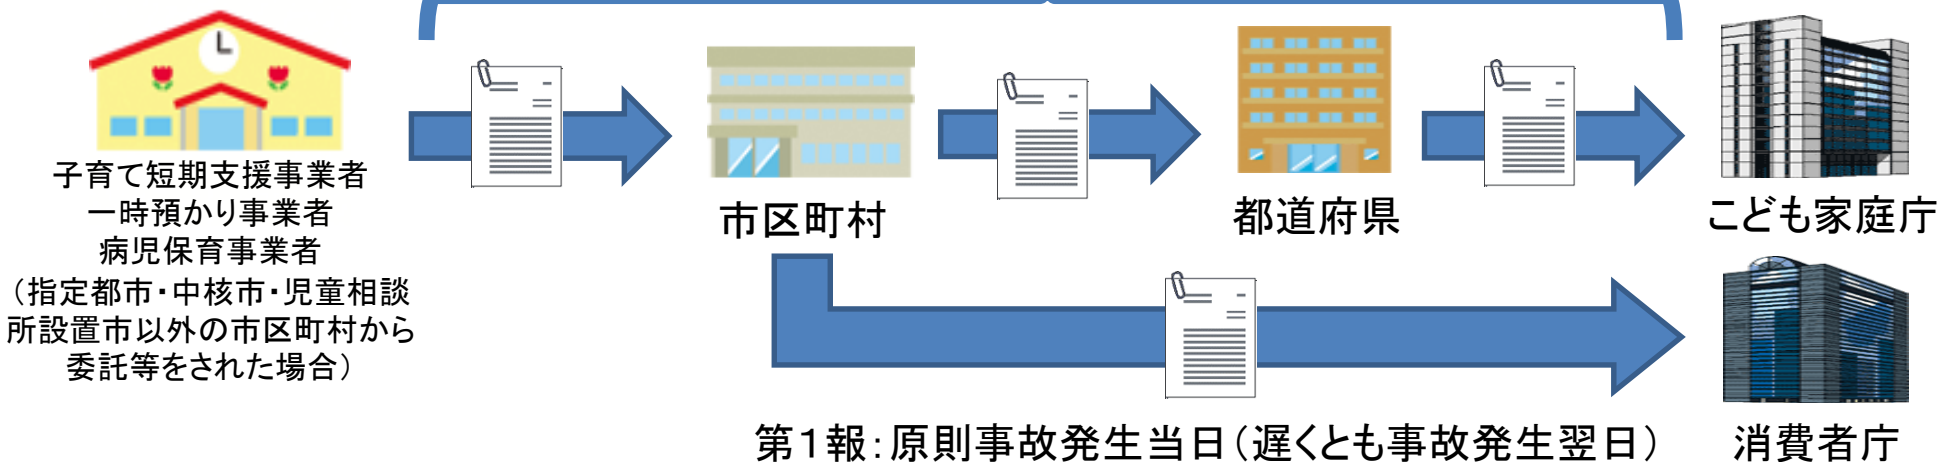 子育て短期支援事業者
一時預かり事業者
病児保育事業者
（指定都市・中核市・児童相談
所設置市以外の市区町村から
委託等をされた場合）
市区町村
都道府県
こども家庭庁
第１報：原則事故発生当日（遅くとも事故発生翌日）
消費者庁